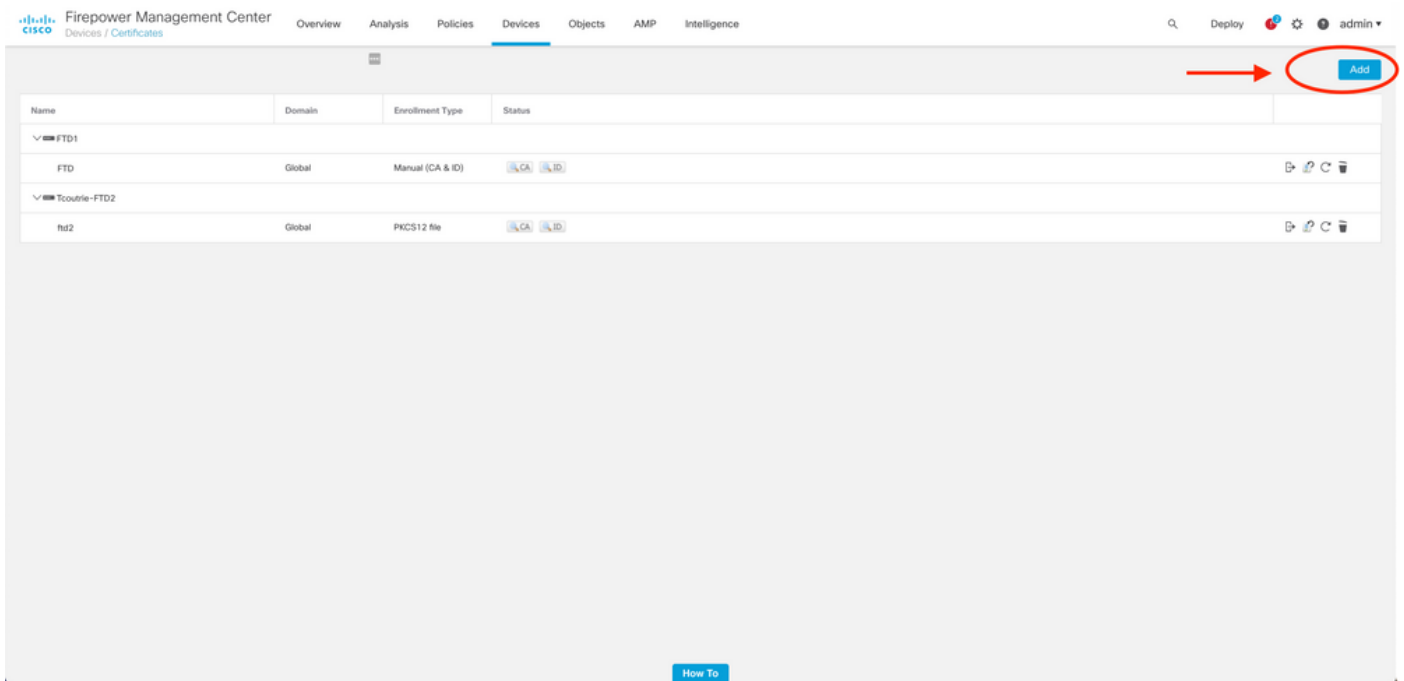 cisco Firepower Management Center Overview Analysis Policies Devices Objects AMP Intelligence Deploy 2 admin
Devices / Certificates
Add
Name Domain Enrollment Type Status
FTD1
FTD Global Manual (CA & ID) CA ID
Tcoutrie-FTD2
ftd2 Global PKCS12 file CA ID
How To